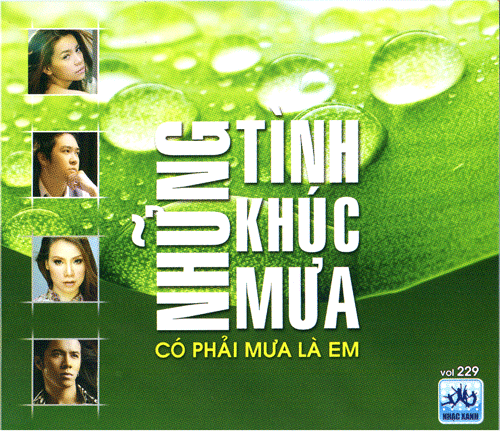 NHỮNG
TÌNH
KHÚC
MƯA
CÓ PHẢI MƯA LÀ EM
vol 229
NHẠC XANH